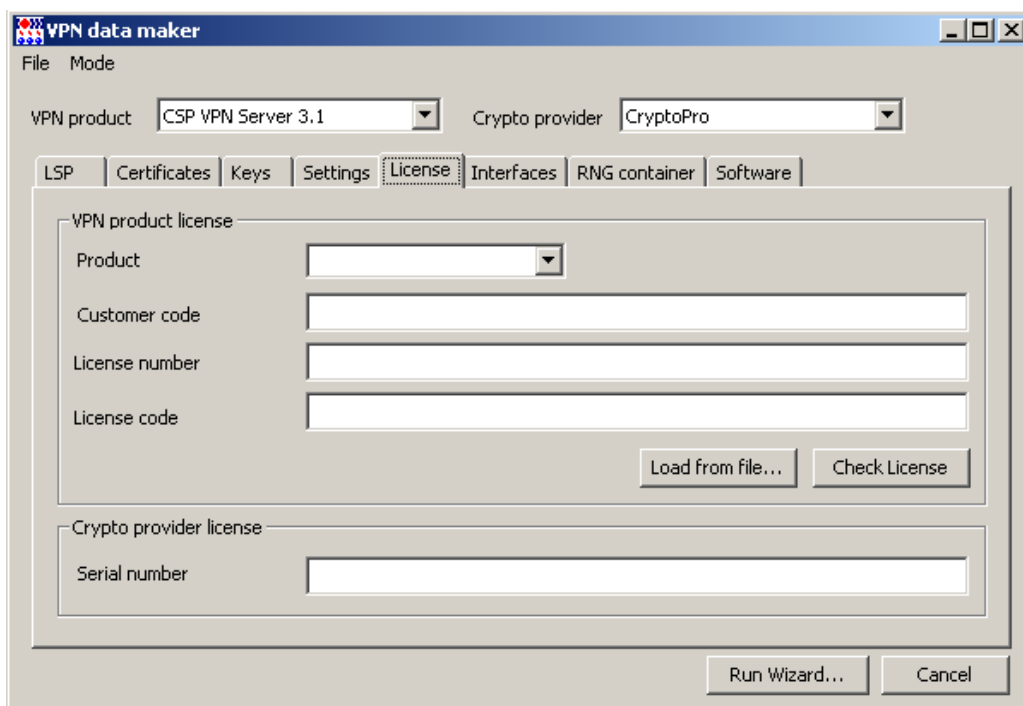 VPN data maker
File Mode
VPN product CSP VPN Server 3.1 Crypto provider CryptoPro
LSP Certificates Keys Settings License Interfaces RNG container Software
VPN product license
Product
Customer code
License number
License code
Load from file... Check License
Crypto provider license
Serial number
Run Wizard... Cancel